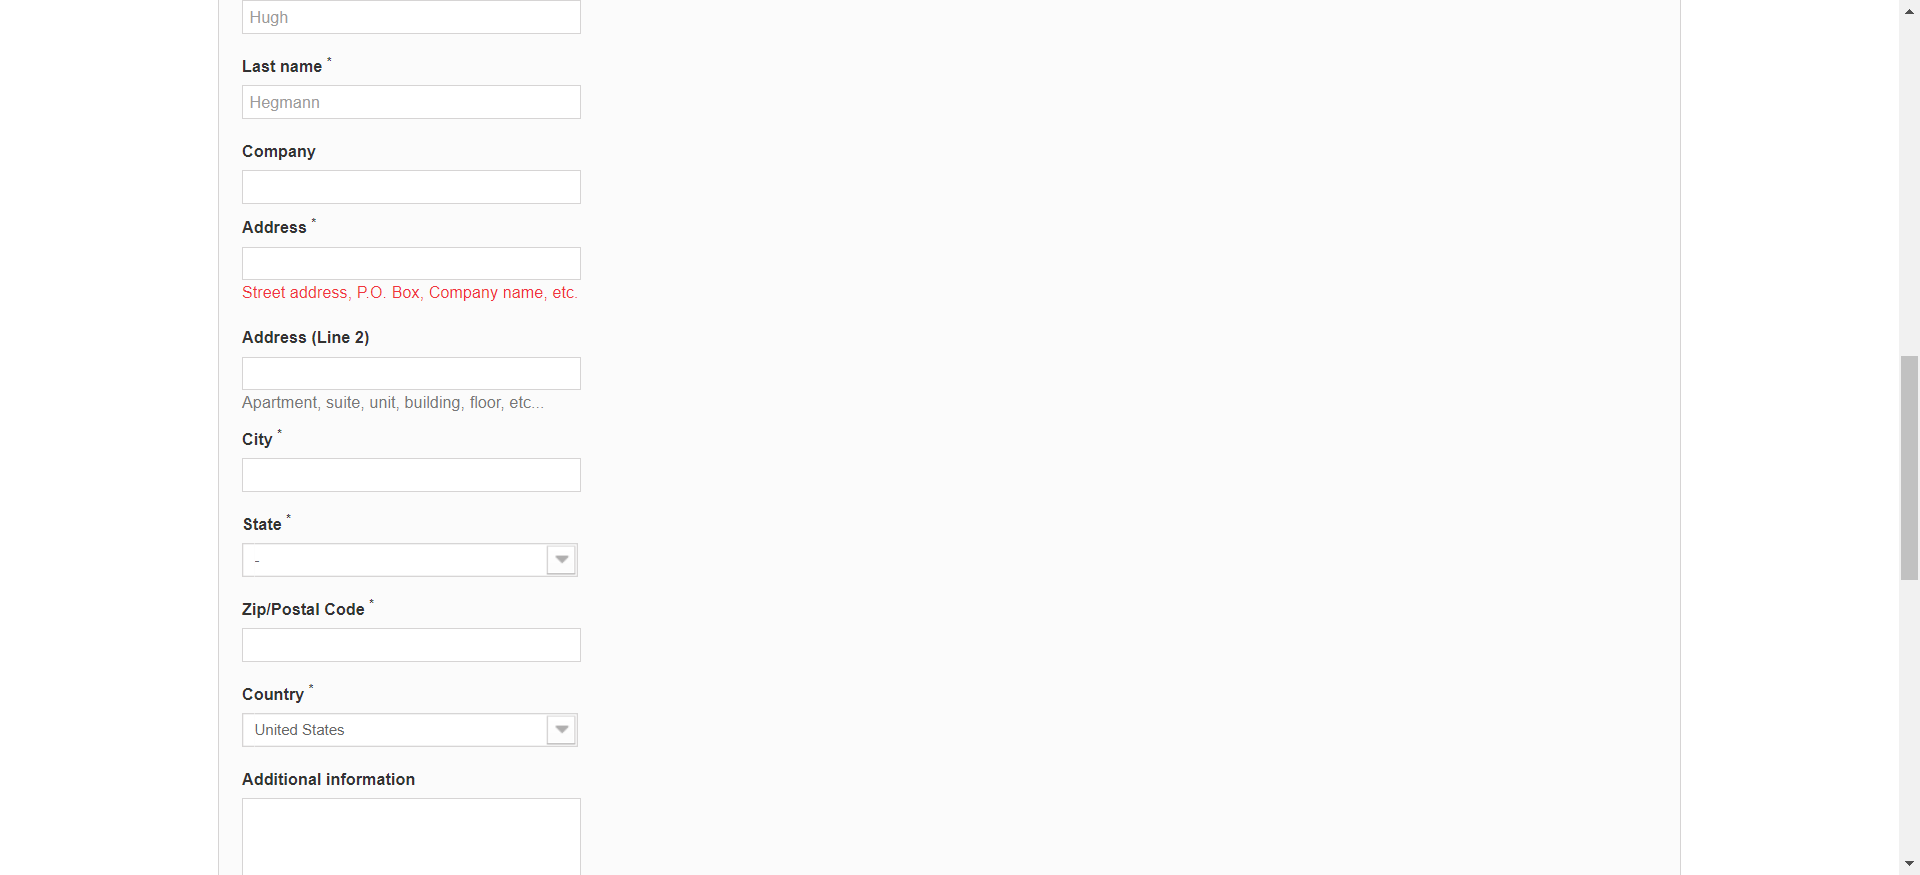 Hugh
Last name *
Hegmann
Company
Address *
Street address, P.O. Box, Company name, etc.
Address (Line 2)
Apartment, suite, unit, building, floor, etc...
City *
State *
-
Zip/Postal Code *
Country *
United States
Additional information